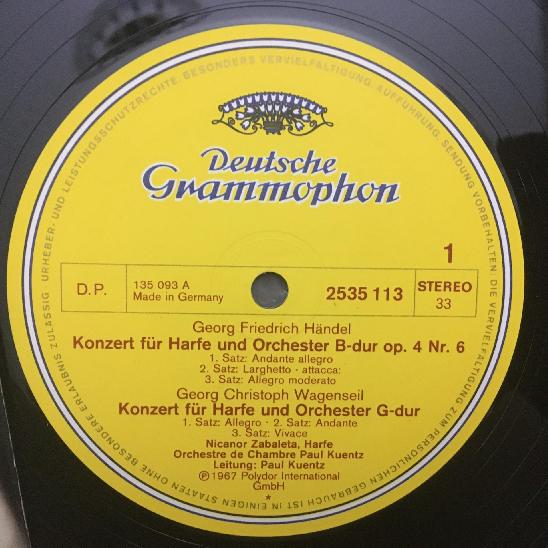 URHEBER- UND LEISTUNGSSCHUTZRECHTE, BESONDERS VERVIELFÄLTIGUNG, AUFFÜHRUNG, SENDUNG VORBEHALTEN. DIE VERVIELFÄLTIGUNG ZUM PERSÖNLICHEN GEBRAUCH IST IN EINIGEN STAATEN OHNE BESONDERE ERLAUBNIS ZULÄSSIG
Deutsche
Grammophon
1
D.P.
135 093 A
Made in Germany
2535 113
STEREO
33
Georg Friedrich Händel
Konzert für Harfe und Orchester B-dur op. 4 Nr. 6
1. Satz: Andante allegro
2. Satz: Larghetto - attacca:
3. Satz: Allegro moderato
Georg Christoph Wagenseil
Konzert für Harfe und Orchester G-dur
1. Satz: Allegro · 2. Satz: Andante
3. Satz: Vivace
Nicanor Zabaleta, Harfe
Orchestre de Chambre Paul Kuentz
Leitung: Paul Kuentz
℗ 1967 Polydor International
GmbH
*